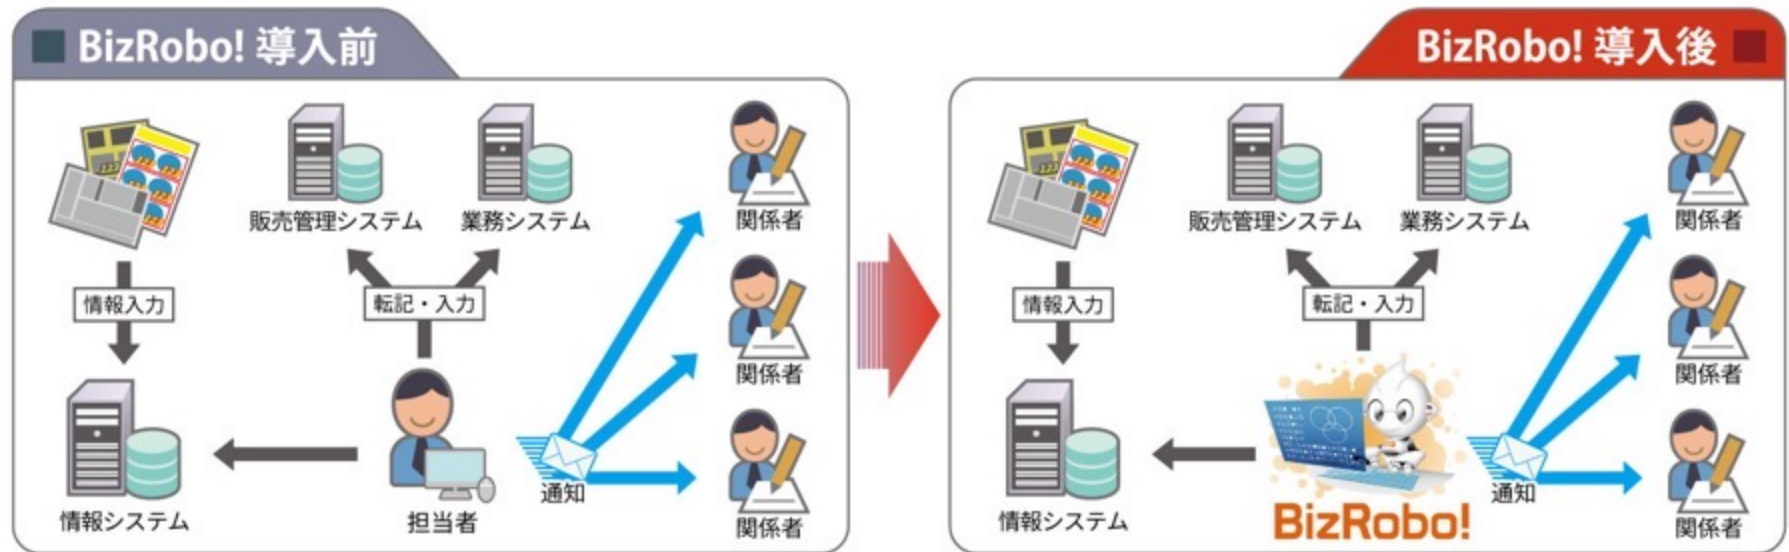 BizRobo! 導入前
販売管理システム
業務システム
関係者
情報入力
転記・入力
関係者
通知
情報システム
担当者
関係者
BizRobo! 導入後
販売管理システム
業務システム
関係者
情報入力
転記・入力
関係者
通知
情報システム
BizRobo!
関係者